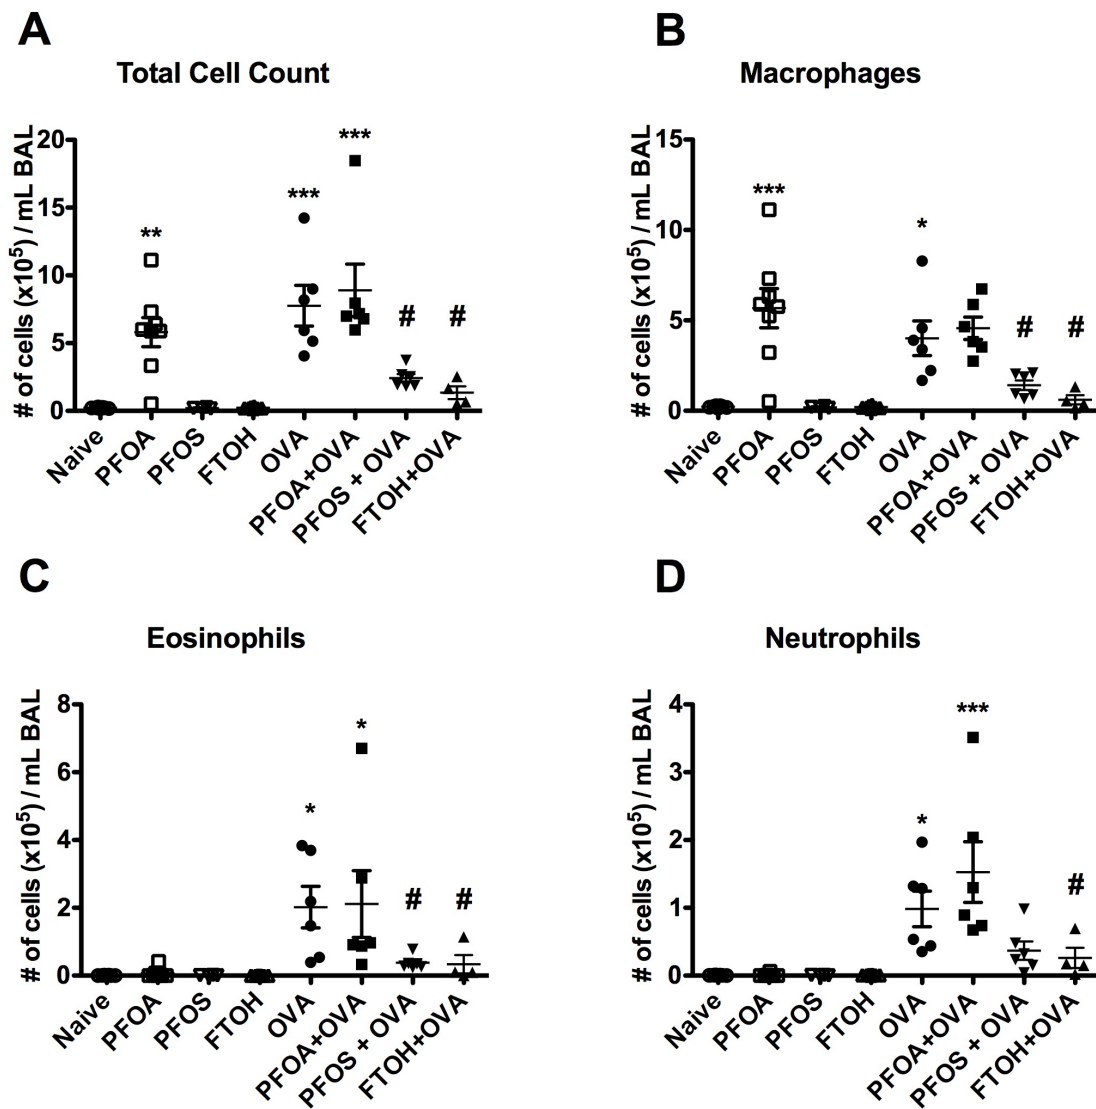 A
Total Cell Count
# of cells (x10⁵) / mL BAL
20
15
10
5
0
**
***
***
#
#
Naive
PFOA
PFOS
FTOH
OVA
PFOA+OVA
PFOS + OVA
FTOH+OVA
B
Macrophages
# of cells (x10⁵) / mL BAL
15
10
5
0
***
*
#
#
Naive
PFOA
PFOS
FTOH
OVA
PFOA+OVA
PFOS + OVA
FTOH+OVA
C
Eosinophils
# of cells (x10⁵) / mL BAL
8
6
4
2
0
*
*
#
#
Naive
PFOA
PFOS
FTOH
OVA
PFOA+OVA
PFOS + OVA
FTOH+OVA
D
Neutrophils
# of cells (x10⁵) / mL BAL
4
3
2
1
0
*
***
#
Naive
PFOA
PFOS
FTOH
OVA
PFOA+OVA
PFOS + OVA
FTOH+OVA